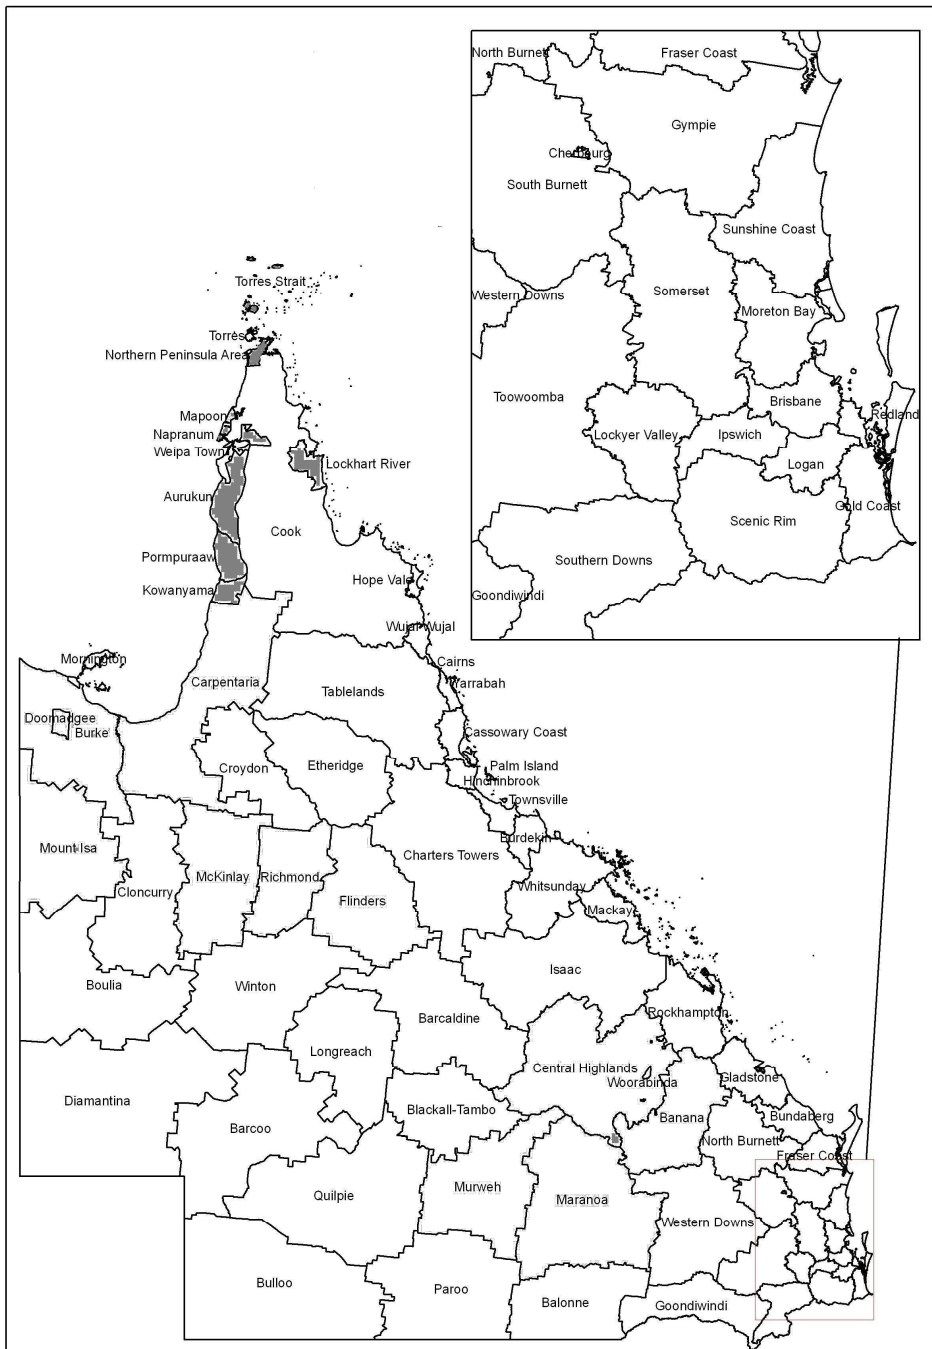 North Burnett
Fraser Coast
Gympie
Cherbourg
South Burnett
Sunshine Coast
Western Downs
Somerset
Moreton Bay
Toowoomba
Brisbane
Redland
Lockyer Valley
Ipswich
Logan
Gold Coast
Scenic Rim
Southern Downs
Goondiwindi
Torres Strait
Torres
Northern Peninsula Area
Mapoon
Napranum
Weipa Town
Lockhart River
Aurukun
Cook
Pormpuraaw
Hope Vale
Kowanyama
Wujal Wujal
Mornington
Cairns
Carpentaria
Yarrabah
Tablelands
Doomadgee
Burke
Cassowary Coast
Croydon
Etheridge
Palm Island
Hinchinbrook
Townsville
Burdekin
Mount Isa
Charters Towers
McKinlay
Richmond
Cloncurry
Flinders
Whitsunday
Mackay
Isaac
Boulia
Winton
Rockhampton
Barcaldine
Longreach
Central Highlands
Woorabinda
Gladstone
Diamantina
Blackall-Tambo
Banana
Bundaberg
Barcoo
North Burnett
Fraser Coast
Quilpie
Murweh
Maranoa
Western Downs
Bulloo
Paroo
Balonne
Goondiwindi